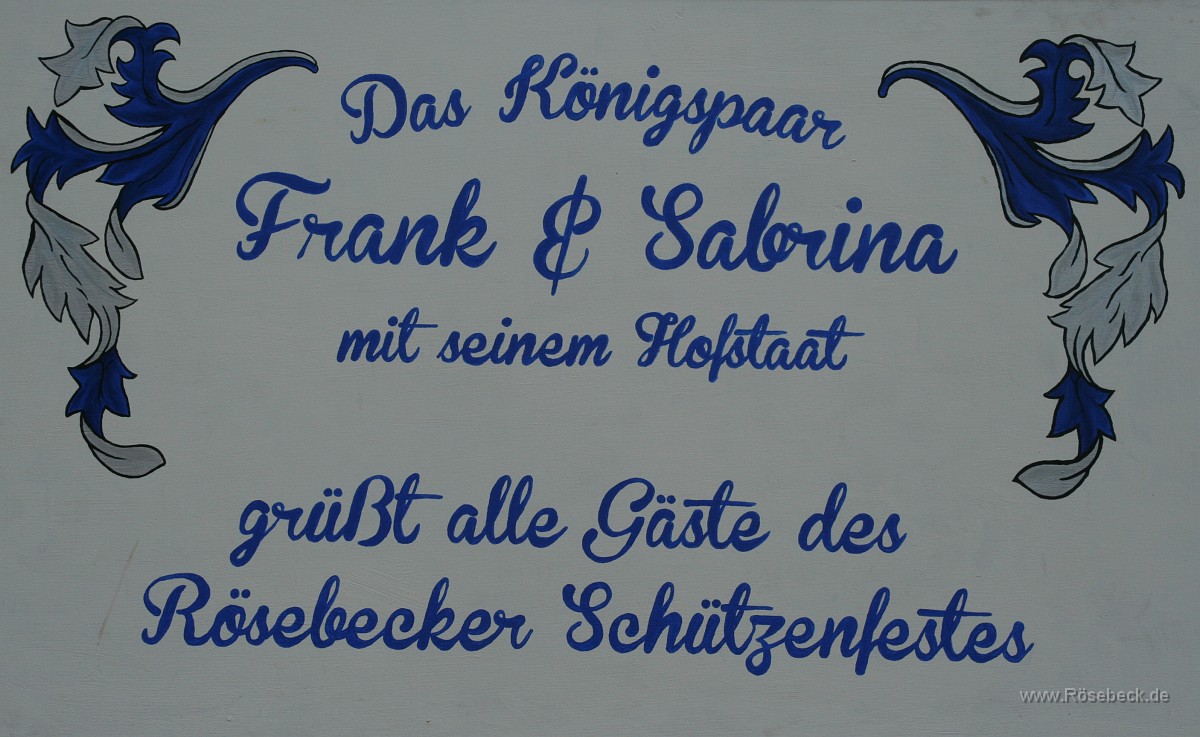 Das Königspaar
Frank & Sabrina
mit seinem Hofstaat
grüßt alle Gäste des
Rösebecker Schützenfestes
www.Rösebeck.de